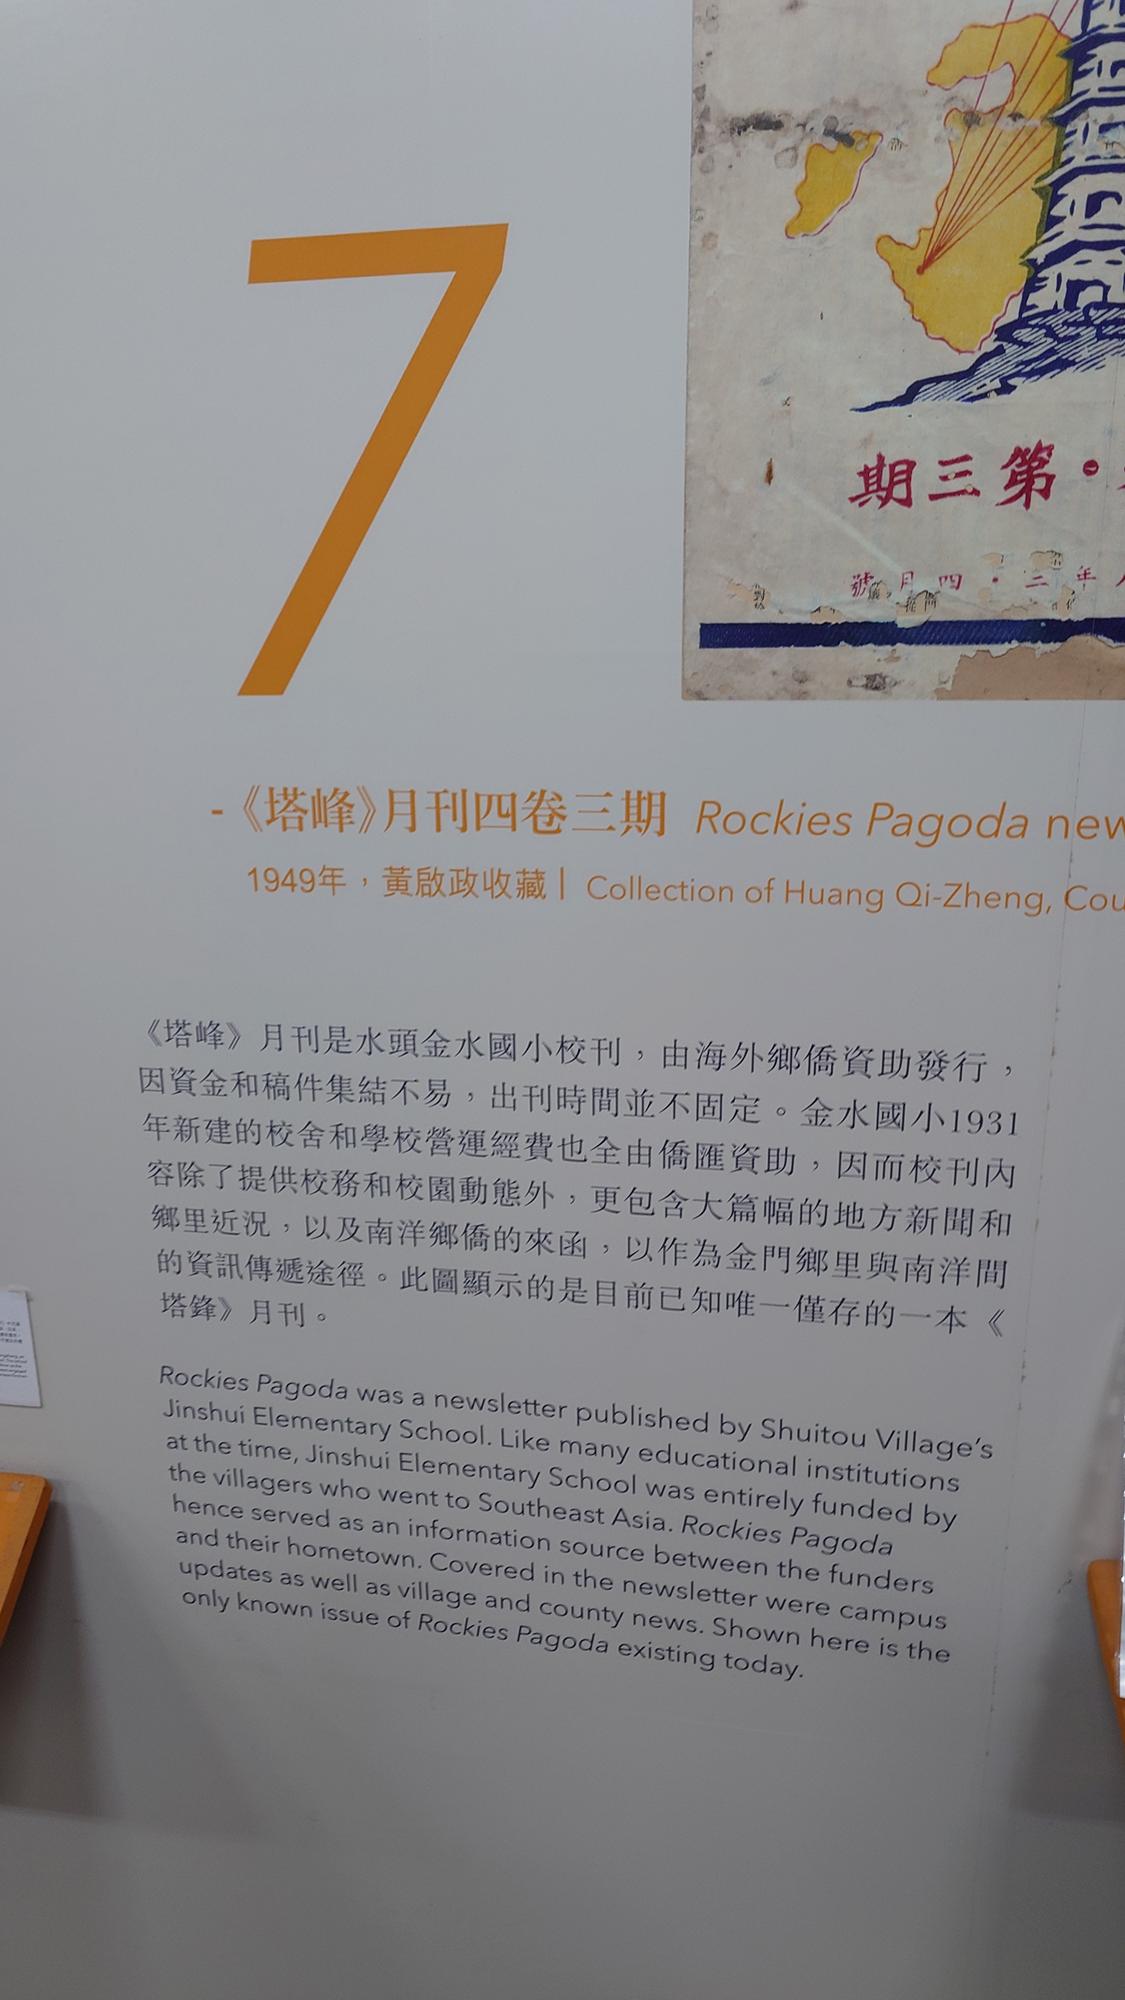 7
期三第・
號月四・三年
-《塔峰》月刊四卷三期 Rockies Pagoda new
1949年，黃啟政收藏｜Collection of Huang Qi-Zheng, Cou
《塔峰》月刊是水頭金水國小校刊，由海外鄉僑資助發行，
因資金和稿件集結不易，出刊時間並不固定。金水國小1931
年新建的校舍和學校營運經費也全由僑匯資助，因而校刊內
容除了提供校務和校園動態外，更包含大篇幅的地方新聞和
鄉里近況，以及南洋鄉僑的來函，以作為金門鄉里與南洋間
的資訊傳遞途徑。此圖顯示的是目前已知唯一僅存的一本《
塔鋒》月刊。
Rockies Pagoda was a newsletter published by Shuitou Village's
Jinshui Elementary School. Like many educational institutions
at the time, Jinshui Elementary School was entirely funded by
the villagers who went to Southeast Asia. Rockies Pagoda
hence served as an information source between the funders
and their hometown. Covered in the newsletter were campus
updates as well as village and county news. Shown here is the
only known issue of Rockies Pagoda existing today.